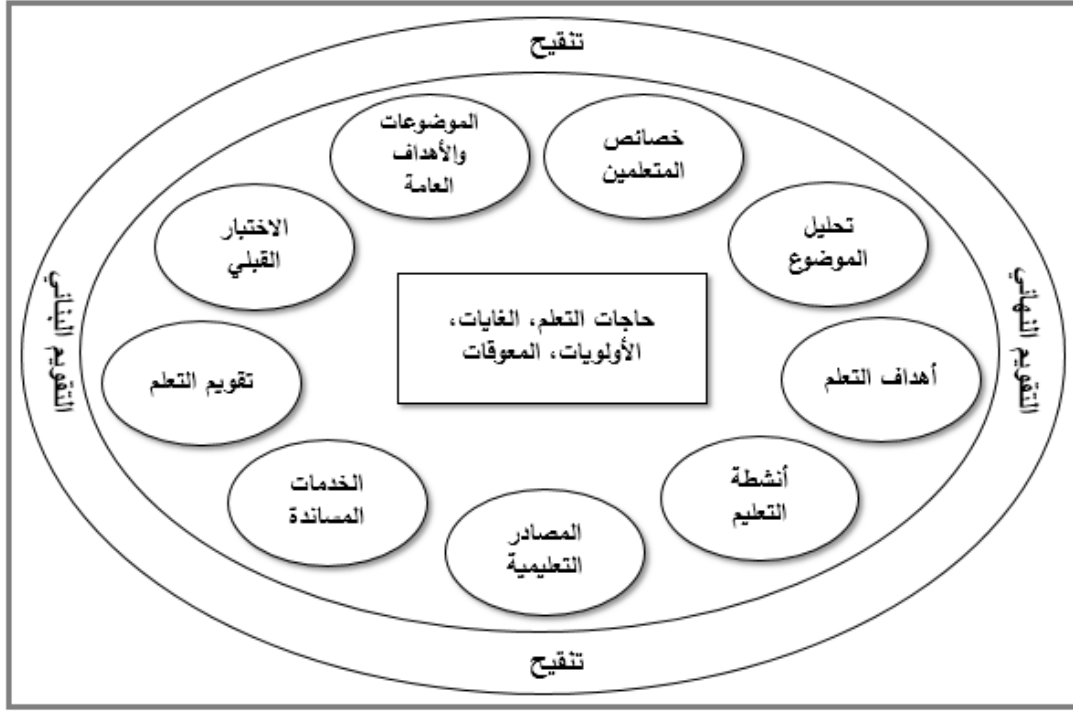 تنقيح
خصائص
المتعلمين
الموضوعات
والأهداف
العامة
تحليل
الموضوع
الاختبار
القبلي
التقويم النهائي
التقويم البنائي
حاجات التعلم، الغايات،
الأولويات، المعوقات
أهداف التعلم
تقويم التعلم
أنشطة
التعليم
الخدمات
المساندة
المصادر
التعليمية
تنقيح